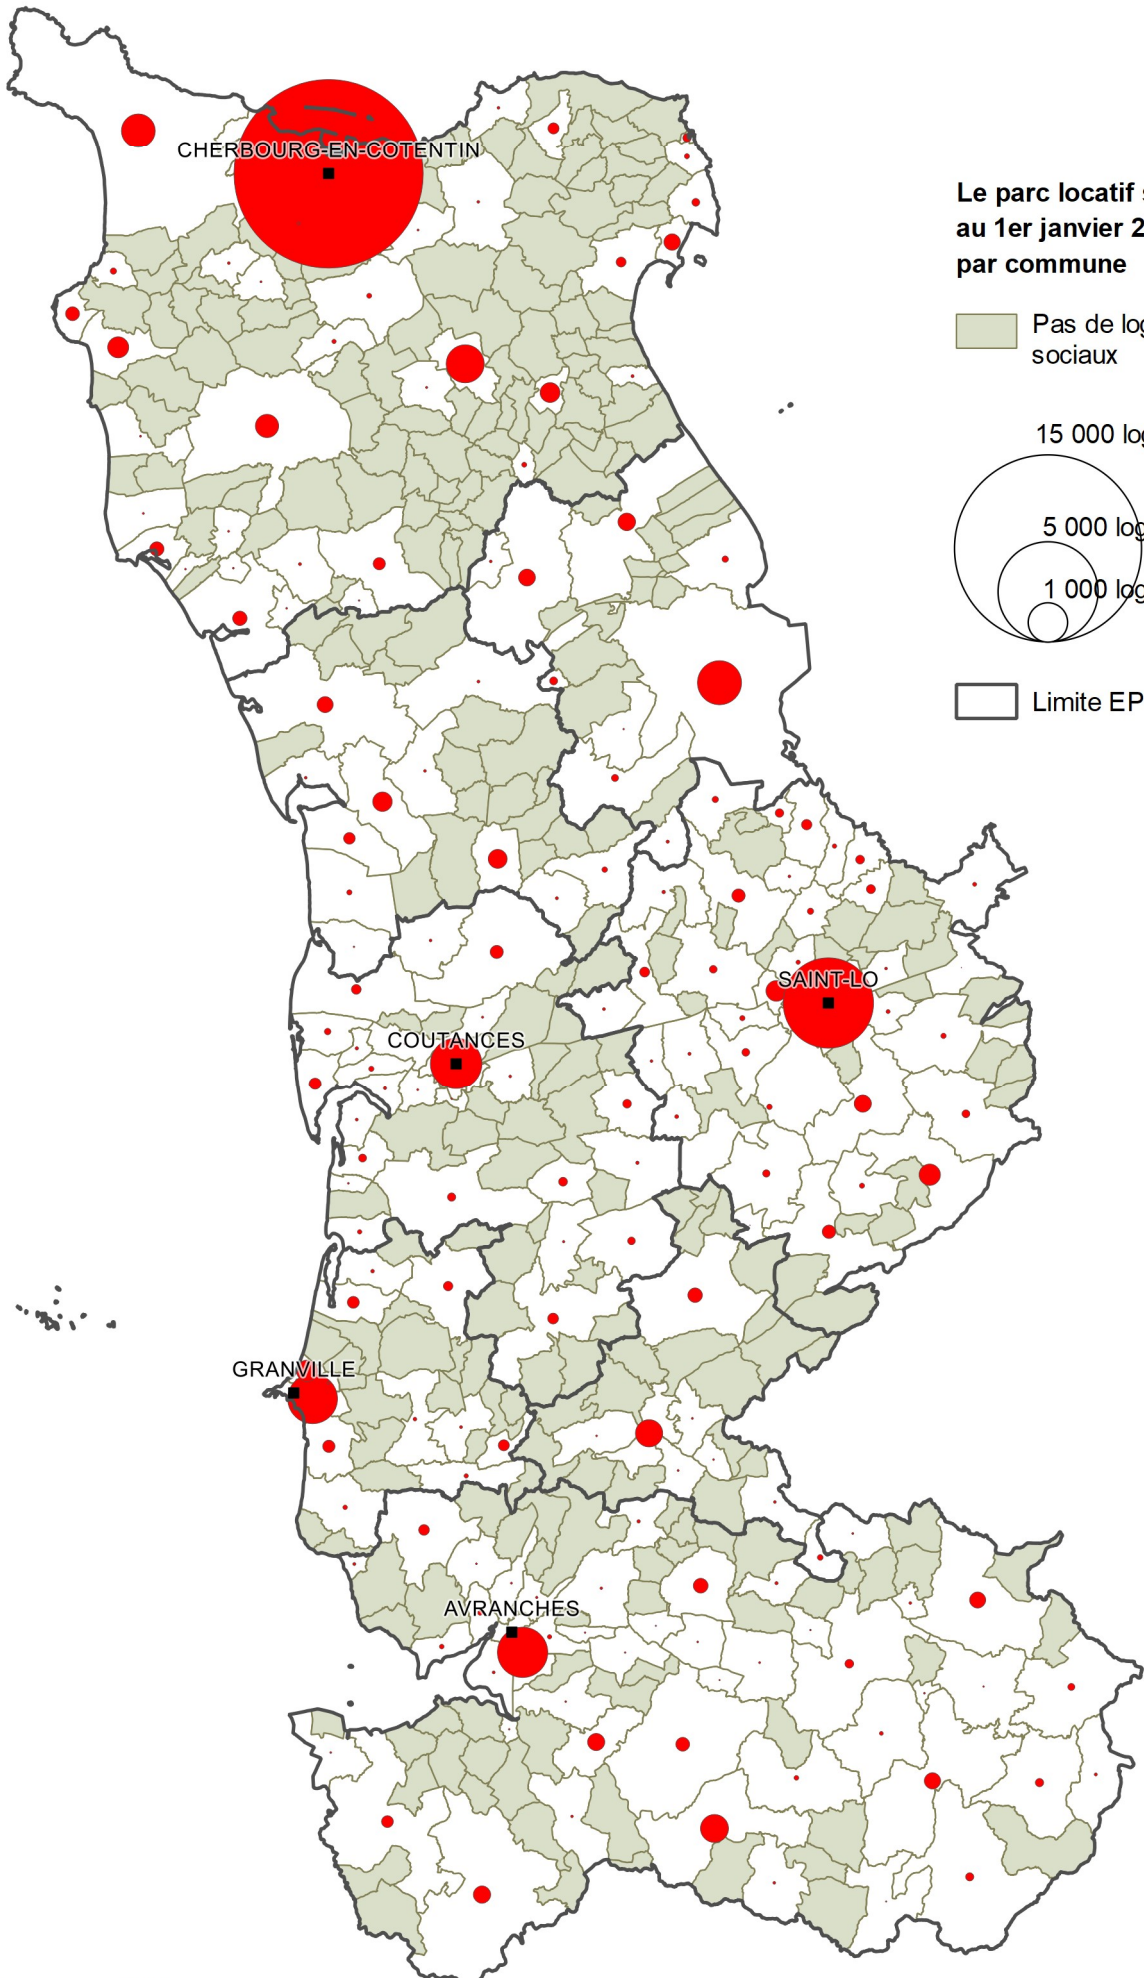 Le parc locatif
au 1er janvier
par commune
Pas de
sociaux
15 000
5 000
1 000
Limite
CHERBOURG-EN-COTENTIN
SAINT-LO
COUTANCES
GRANVILLE
AVRANCHES